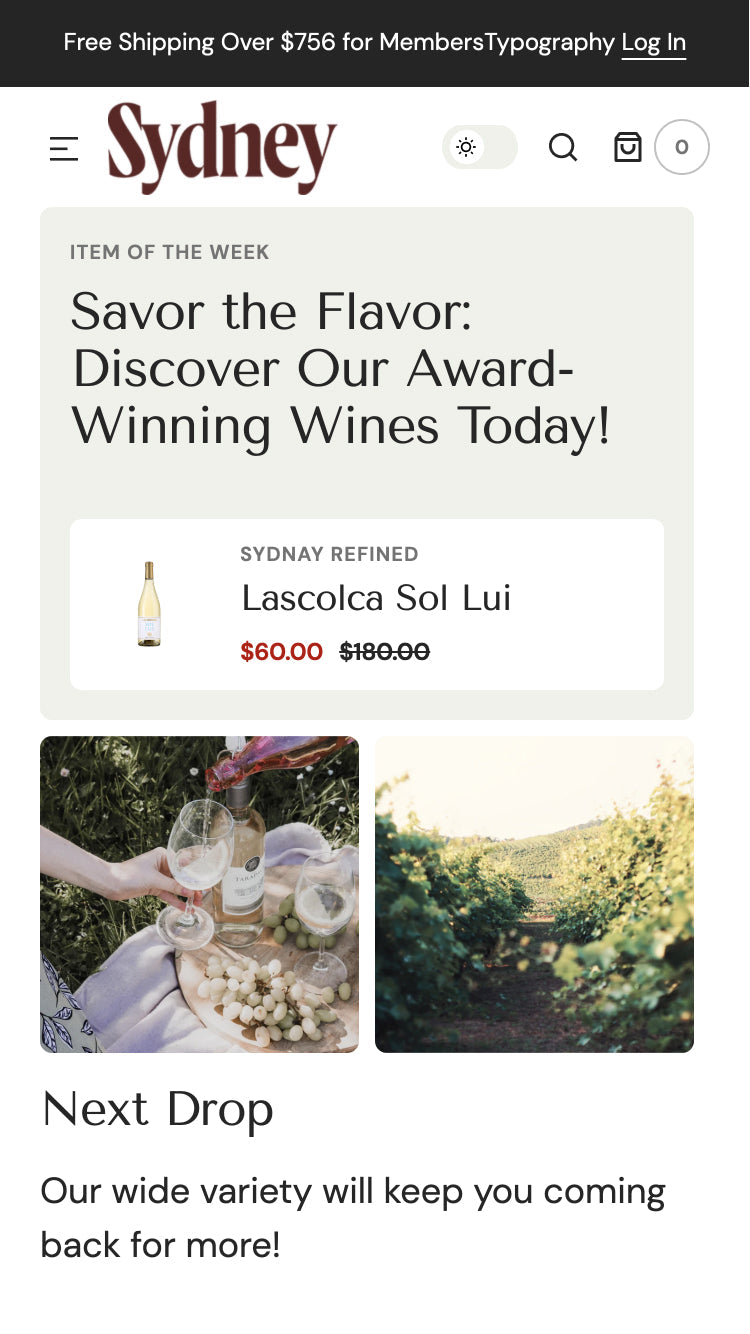 Free Shipping Over $756 for MembersTypography Log In
Sydney
0
ITEM OF THE WEEK
Savor the Flavor:
Discover Our Award-
Winning Wines Today!
SYDNAY REFINED
Lascolca Sol Lui
$60.00 $180.00
Next Drop
Our wide variety will keep you coming
back for more!